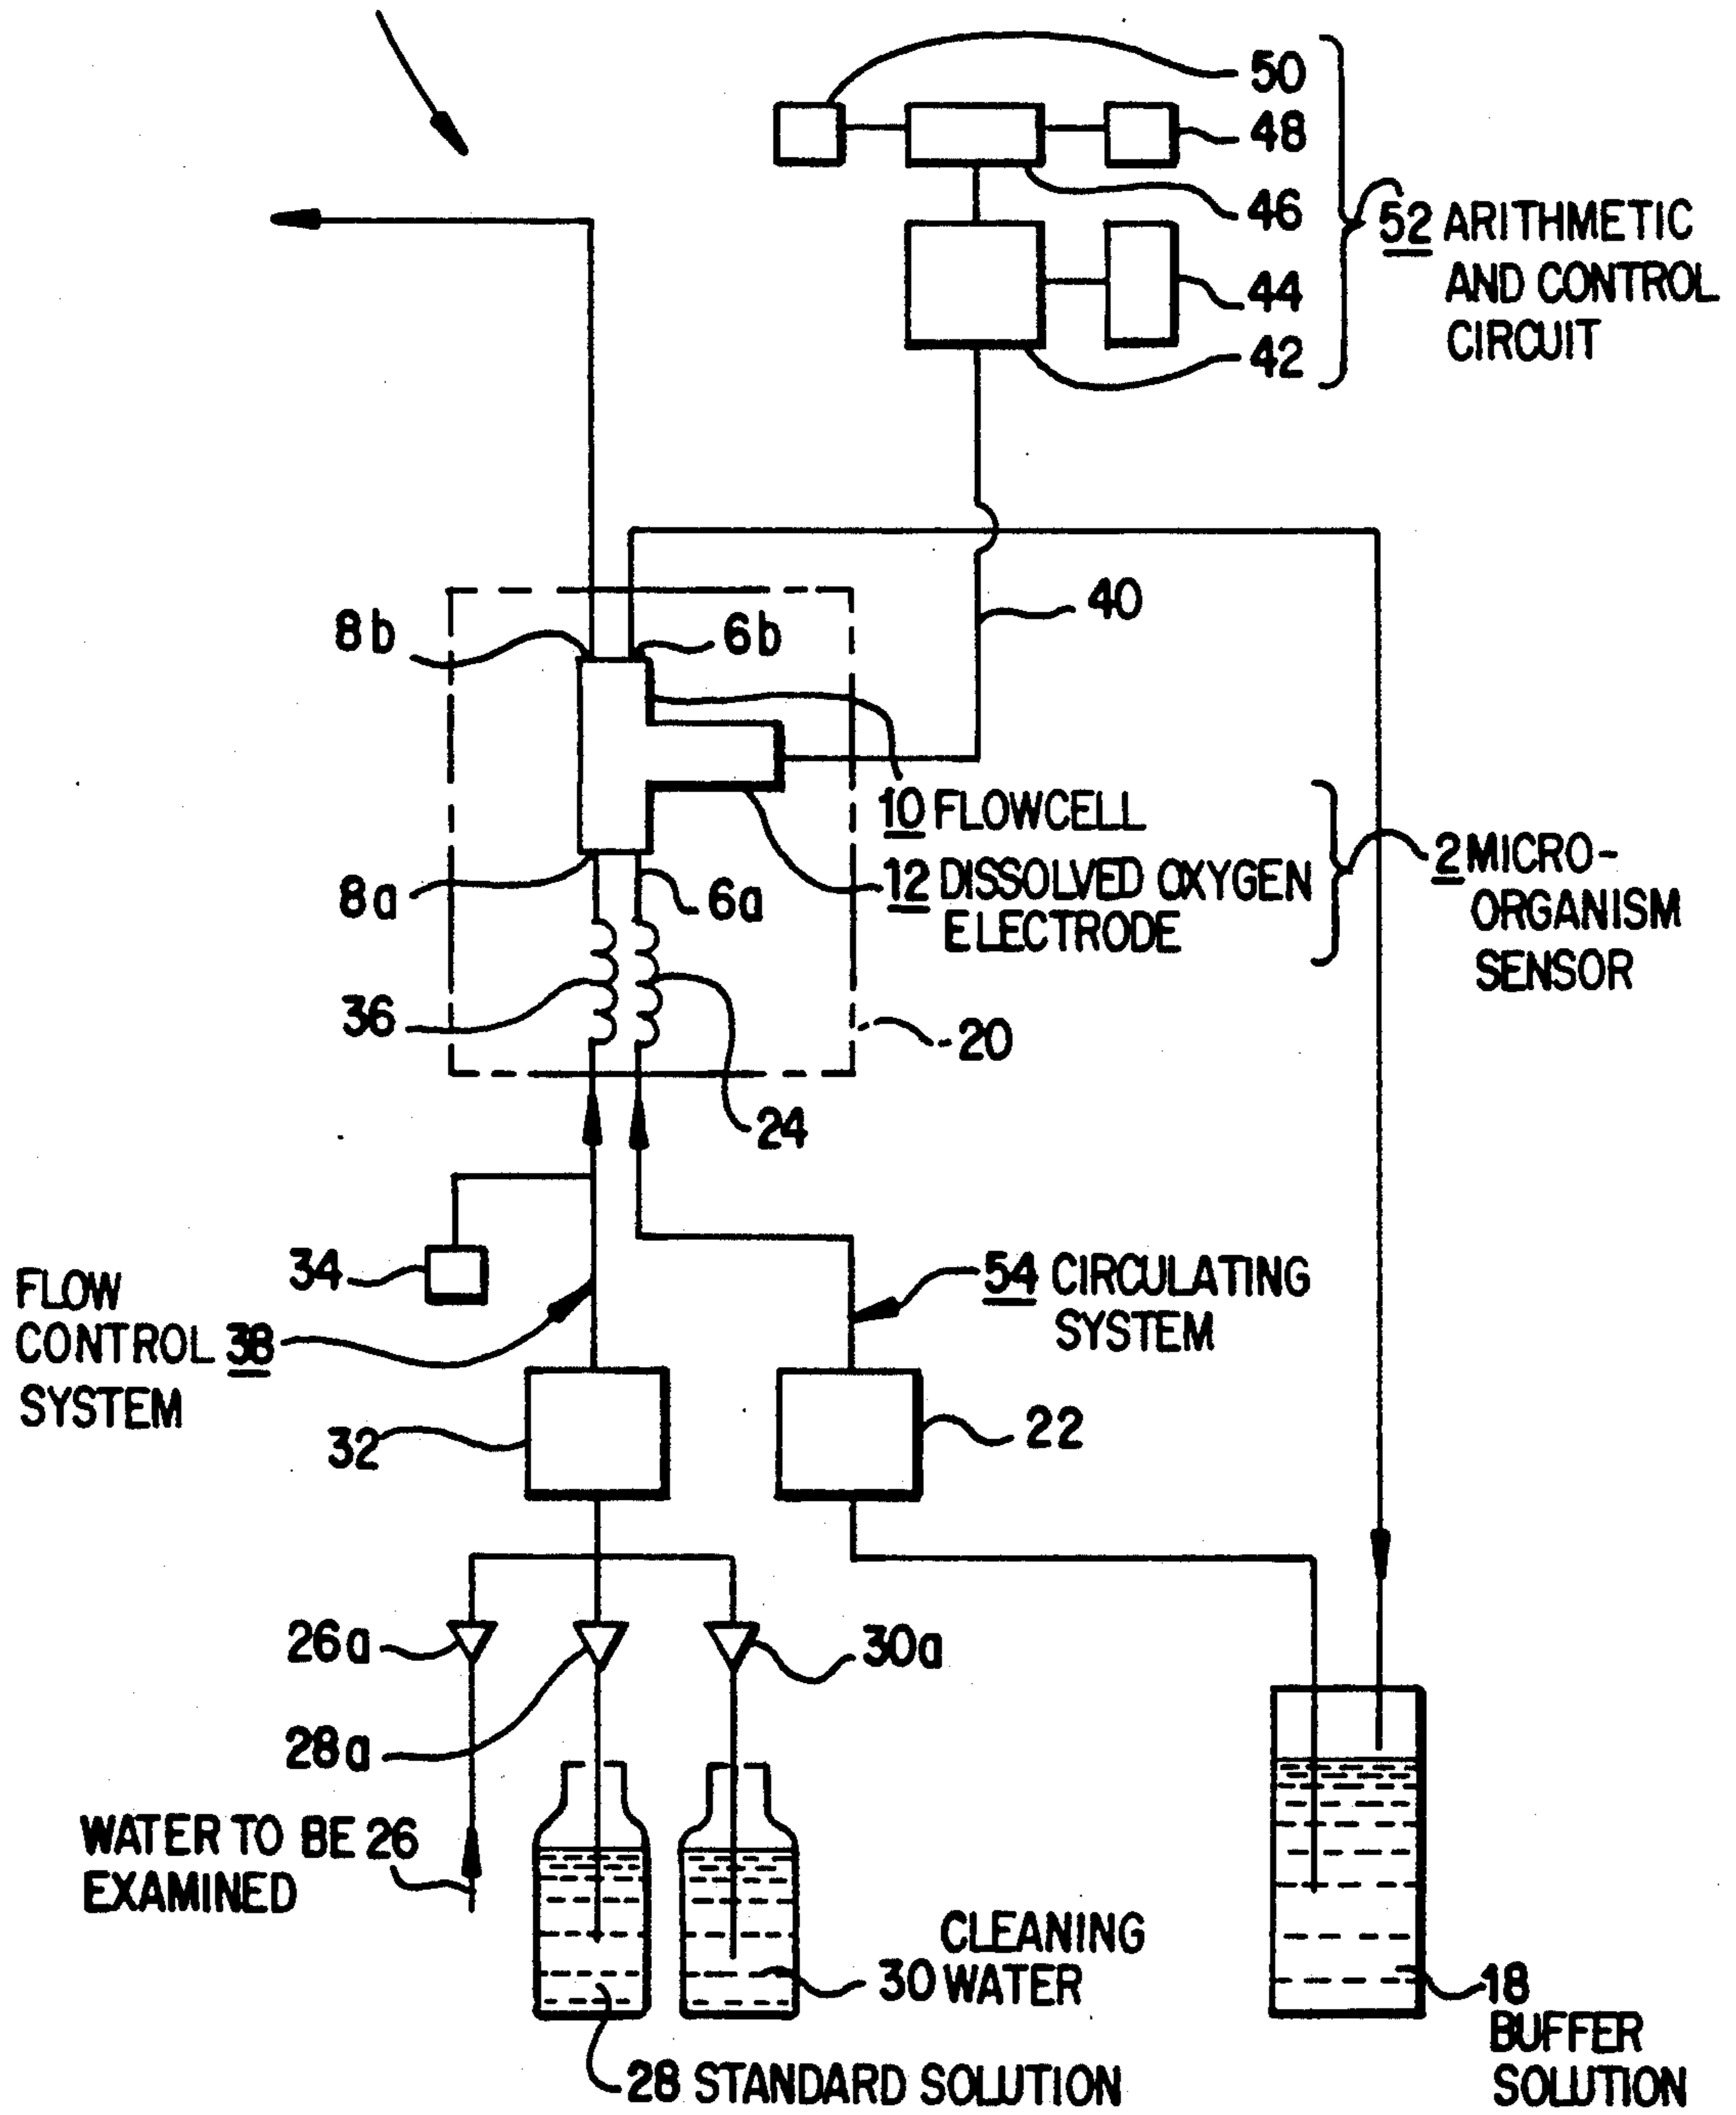 50
48
46
52 ARITHMETIC
AND CONTROL
CIRCUIT
44
42
40
8b
6b
10 FLOWCELL
12 DISSOLVED OXYGEN
ELECTRODE
2 MICRO-
ORGANISM
SENSOR
8a
6a
36
20
24
34
54 CIRCULATING
SYSTEM
FLOW
CONTROL 38
SYSTEM
32
22
26a
30a
28a
WATER TO BE 26
EXAMINED
CLEANING
30 WATER
18
BUFFER
SOLUTION
28 STANDARD SOLUTION